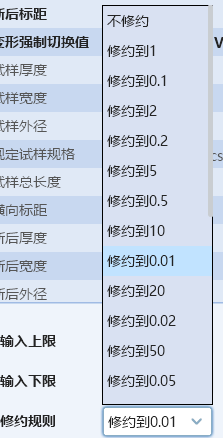 断后标距
不修约
变形强制切换值
修约到1
试样厚度
修约到0.1
试样宽度
修约到2
试样外径
修约到0.2
规定试样规格
修约到5
试样总长度
修约到0.5
横向标距
修约到10
断后厚度
修约到0.01
断后宽度
修约到20
断后外径
修约到0.02
输入上限
修约到50
输入下限
修约到0.05
修约规则
修约到0.01